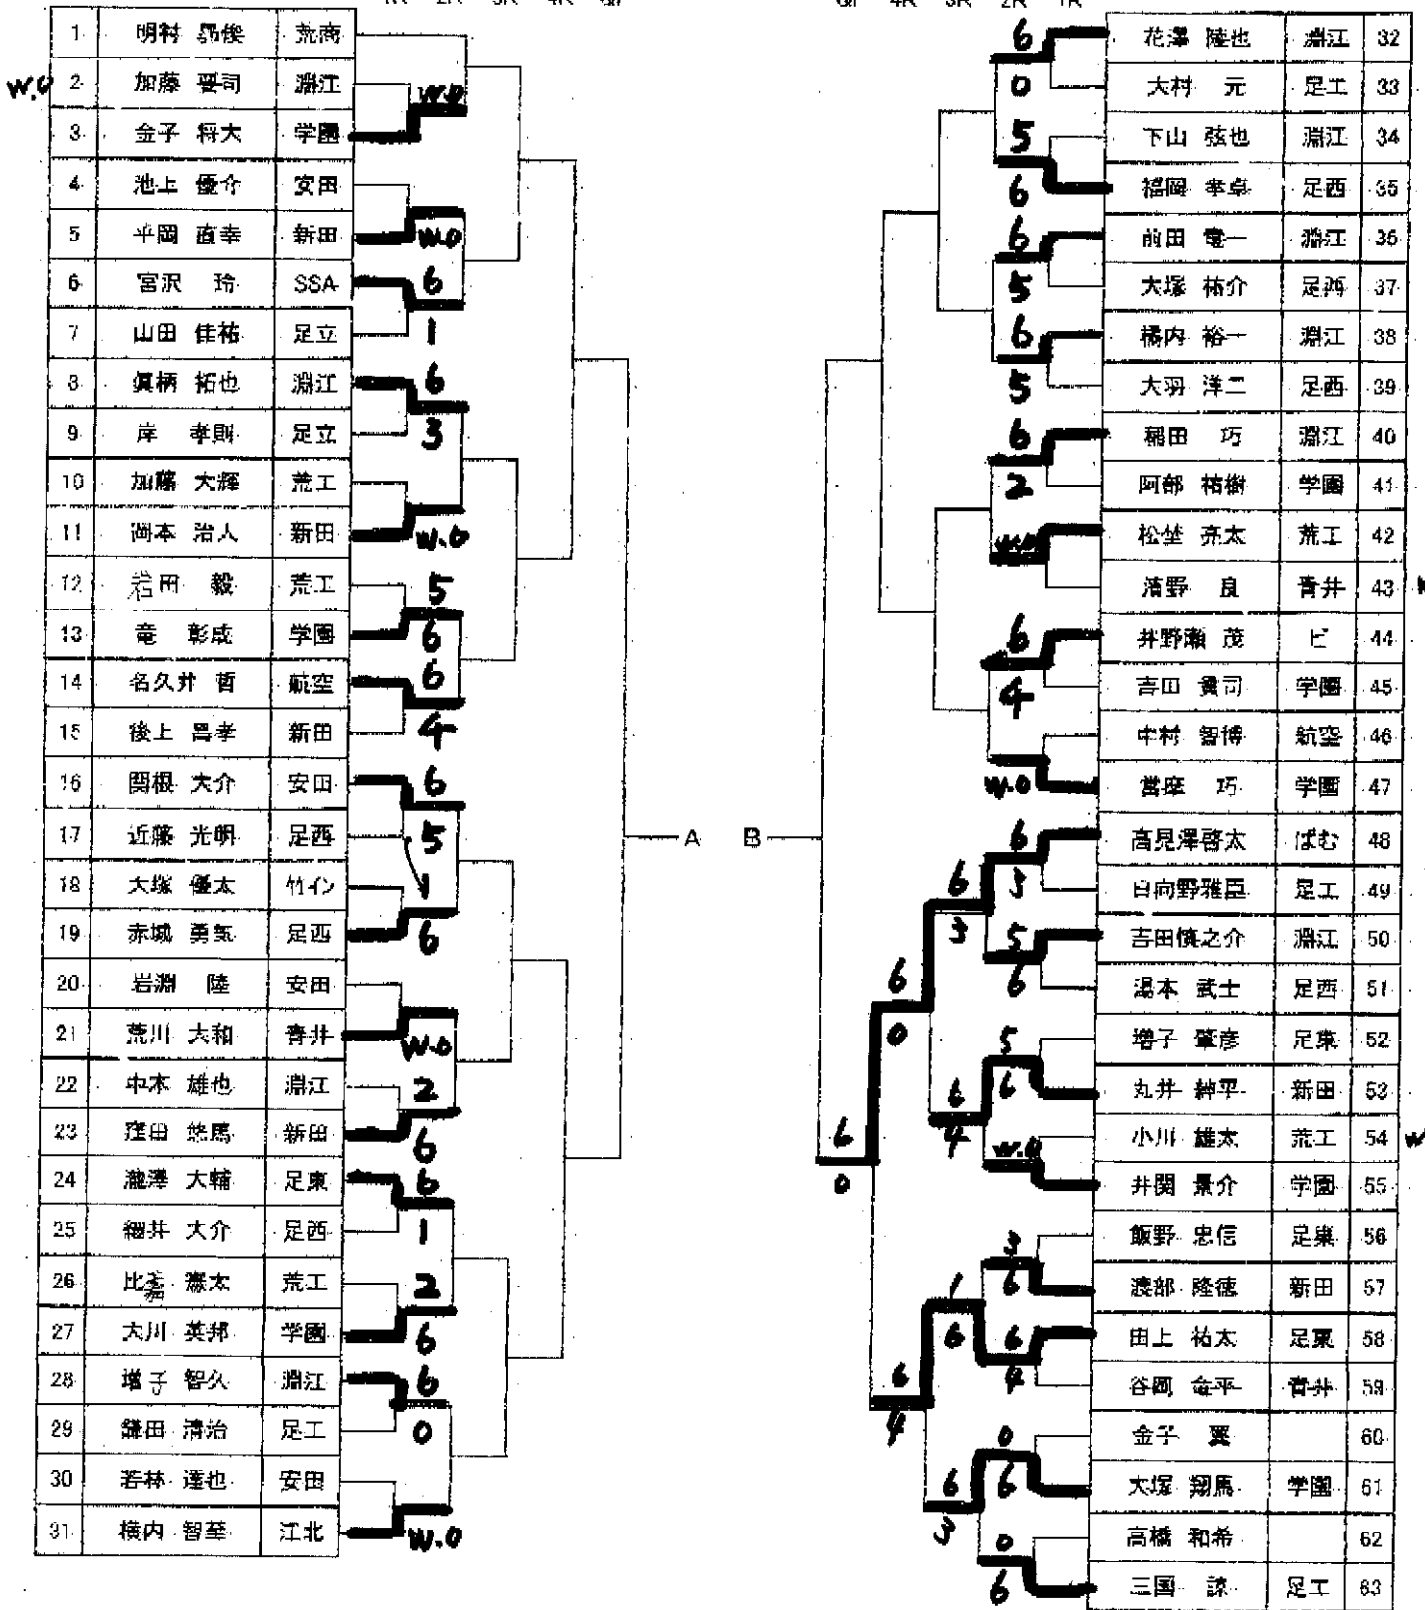 1 明村 昂俊 荒商
W.O 2 加藤 要司 淵江
W.O
3 金子 将大 学園
4 池上 優介 安田
5 平岡 直幸 新田 W.O
6 宮沢 玲 SSA 6
7 山田 佳祐 足立 1
8 眞柄 拓也 淵江 6
9 岸 孝則 足立 3
10 加藤 大輝 荒工
11 岡本 治人 新田 W.O
12 岩田 毅 荒工 5
13 竜 彰成 学園 6
14 名久井 哲 航空 6
15 後上 昌孝 新田 4
16 関根 大介 安田 6
17 近藤 光明 足西 5
18 大塚 優太 竹イン 1
19 赤城 勇気 足西 6
20 岩淵 陸 安田
21 荒川 大和 青井 W.O
22 中本 雄也 淵江 2
23 窪田 悠馬 新田 6
24 瀧澤 大輔 足東 6
25 細井 大介 足西 1
26 比嘉 憲太 荒工 2
27 大川 英邦 学園 6
28 増子 智久 淵江 6
29 鎌田 清治 足工 0
30 若林 達也 安田
31 横内 智華 江北 W.O
A B
4R 3R 2R 1R
6 花澤 陸也 淵江 32
0 大村 元 足工 33
5 下山 弦也 淵江 34
6 福岡 孝卓 足西 35
6 前田 竜一 淵江 36
5 大塚 祐介 足西 37
6 橋内 裕一 淵江 38
5 大羽 洋二 足西 39
6 稲田 巧 淵江 40
2 阿部 祐樹 学園 41
W.O 松埜 亮太 荒工 42
濱野 良 青井 43
6 井野瀬 茂 ビ 44
4 吉田 貴司 学園 45
中村 智博 航空 46
W.O 當麻 巧 学園 47
6 高見澤啓太 ぱむ 48
6 3 日向野雅臣 足工 49
3 5 吉田慎之介 淵江 50
6 6 湯本 武士 足西 51
0 5 増子 肇彦 足東 52
6 6 丸井 紳平 新田 53
4 W.O 小川 雄太 荒工 54 W
6
0 井関 景介 学園 55
3 飯野 忠信 足東 56
1 6 渡部 隆徳 新田 57
6 6 田上 祐太 足東 58
6 4 谷岡 竜平 青井 59
4 0 金子 翼 60
6 6 大塚 翔馬 学園 61
3 0 高橋 和希 62
6 三国 諒 足工 63